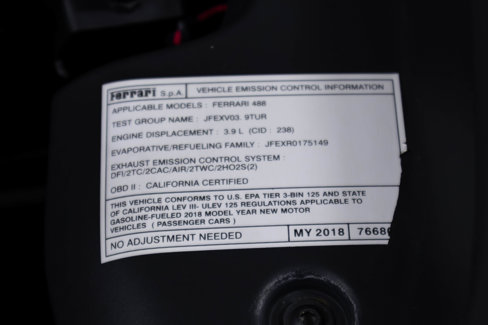 Ferrari S.p.A. VEHICLE EMISSION CONTROL INFORMATION
APPLICABLE MODELS : FERRARI 488
TEST GROUP NAME : JFEXV03. 9TUR
ENGINE DISPLACEMENT : 3.9 L (CID : 238)
EVAPORATIVE/REFUELING FAMILY : JFEXR0175149
EXHAUST EMISSION CONTROL SYSTEM :
DFI/2TC/2CAC/AIR/2TWC/2HO2S(2)
OBD II : CALIFORNIA CERTIFIED
THIS VEHICLE CONFORMS TO U.S. EPA TIER 3-BIN 125 AND STATE
OF CALIFORNIA LEV III- ULEV 125 REGULATIONS APPLICABLE TO
GASOLINE-FUELED 2018 MODEL YEAR NEW MOTOR
VEHICLES ( PASSENGER CARS )
NO ADJUSTMENT NEEDED MY 2018 7668